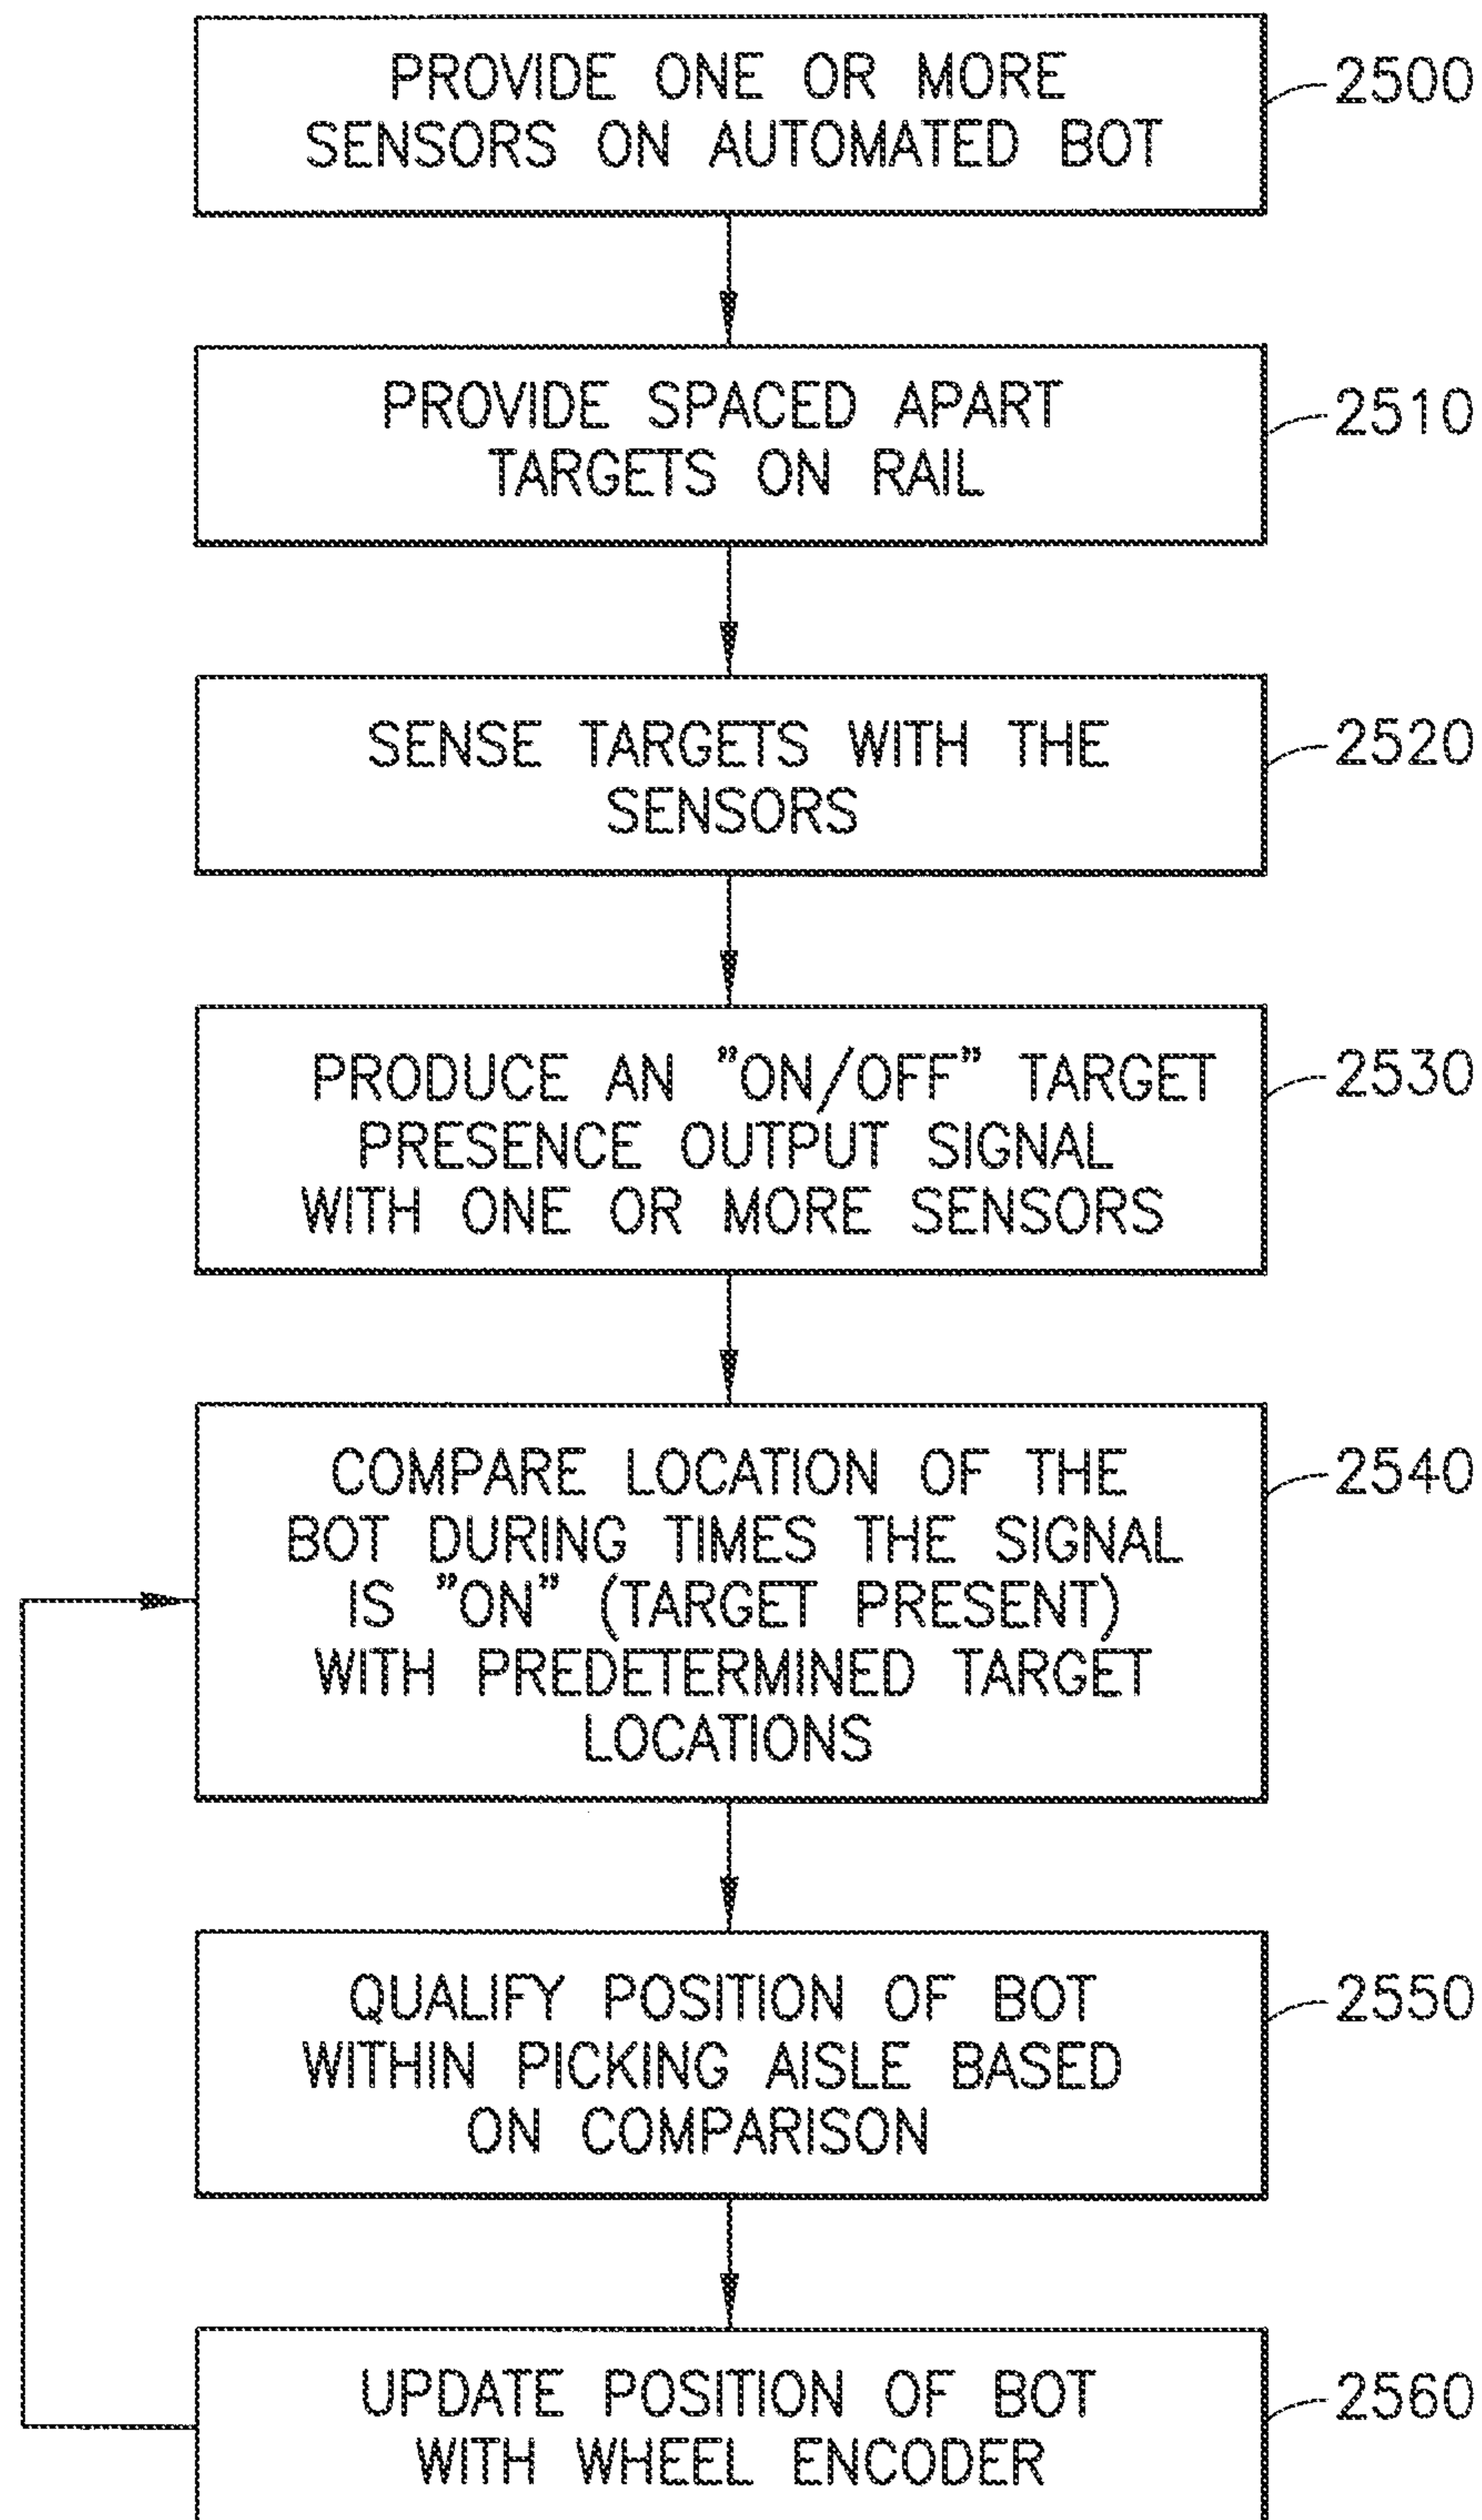 PROVIDE ONE OR MORE
SENSORS ON AUTOMATED BOT
2500
PROVIDE SPACED APART
TARGETS ON RAIL
2510
SENSE TARGETS WITH THE
SENSORS
2520
PRODUCE AN "ON/OFF" TARGET
PRESENCE OUTPUT SIGNAL
WITH ONE OR MORE SENSORS
2530
COMPARE LOCATION OF THE
BOT DURING TIMES THE SIGNAL
IS "ON" (TARGET PRESENT)
WITH PREDETERMINED TARGET
LOCATIONS
2540
QUALIFY POSITION OF BOT
WITHIN PICKING AISLE BASED
ON COMPARISON
2550
UPDATE POSITION OF BOT
WITH WHEEL ENCODER
2560